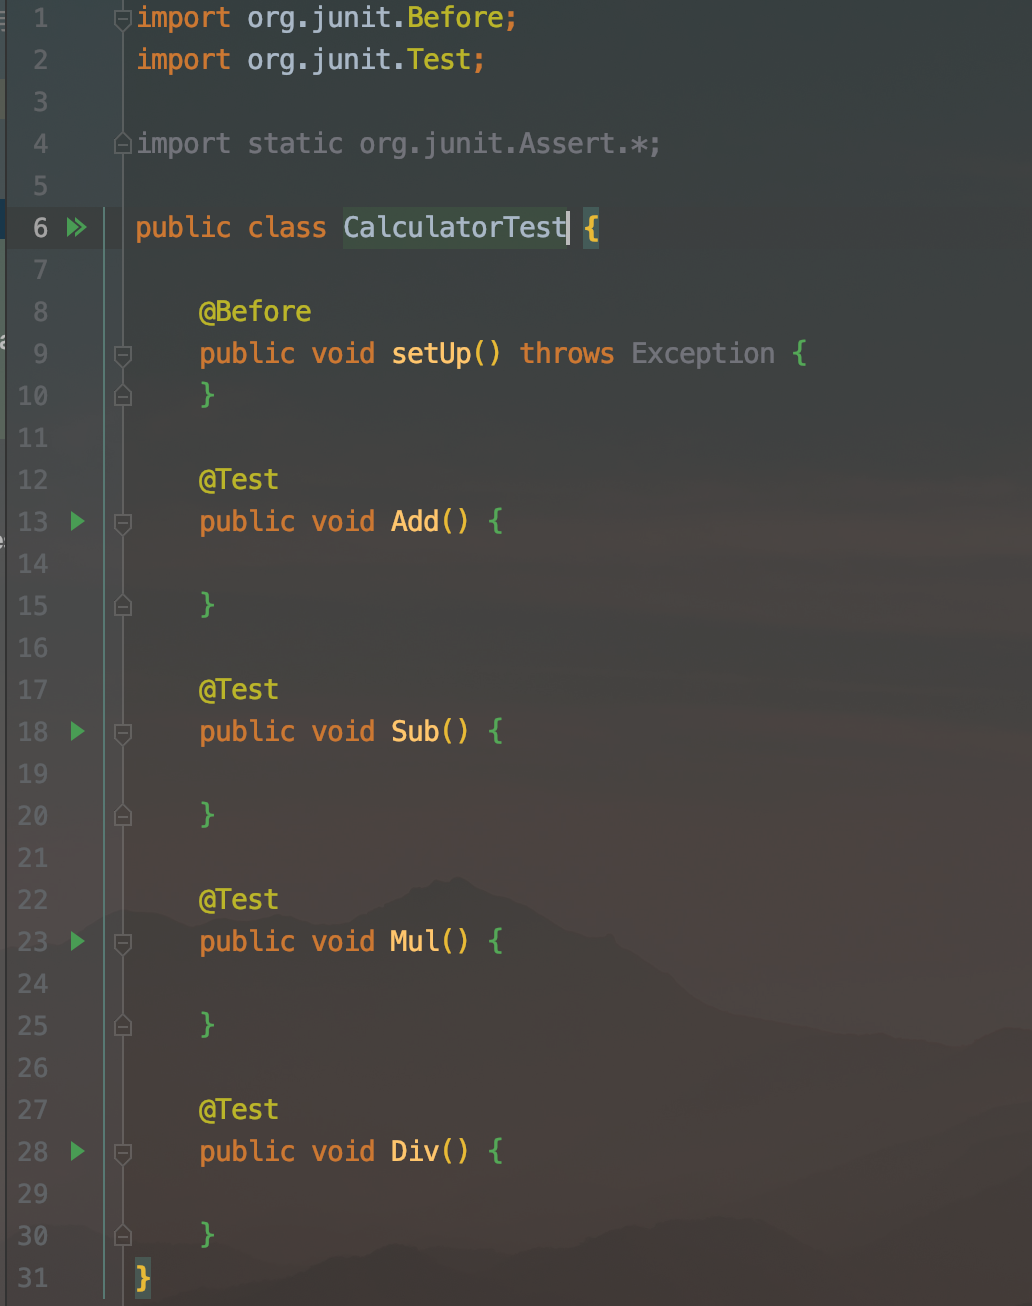 1 import org.junit.Before;
2 import org.junit.Test;
3
4 import static org.junit.Assert.*;
5
6 public class CalculatorTest {
7
8 @Before
9 public void setUp() throws Exception {
10 }
11
12 @Test
13 public void Add() {
14
15 }
16
17 @Test
18 public void Sub() {
19
20 }
21
22 @Test
23 public void Mul() {
24
25 }
26
27 @Test
28 public void Div() {
29
30 }
31 }